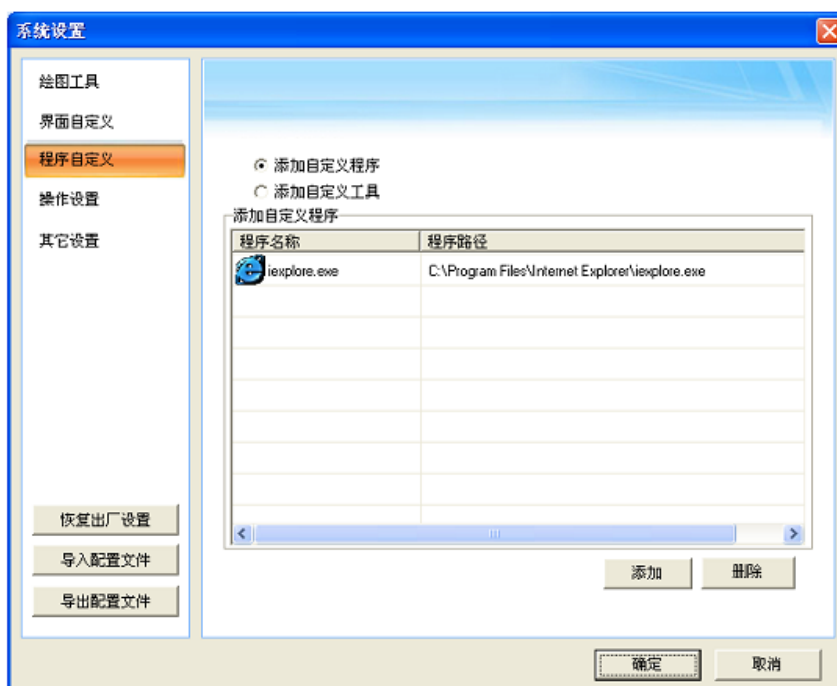 系统设置
绘图工具
界面自定义
程序自定义
操作设置
其它设置
恢复出厂设置
导入配置文件
导出配置文件
添加自定义程序
添加自定义工具
添加自定义程序
程序名称 程序路径
iexplore.exe C:\Program Files\Internet Explorer\iexplore.exe
添加 删除
确定 取消